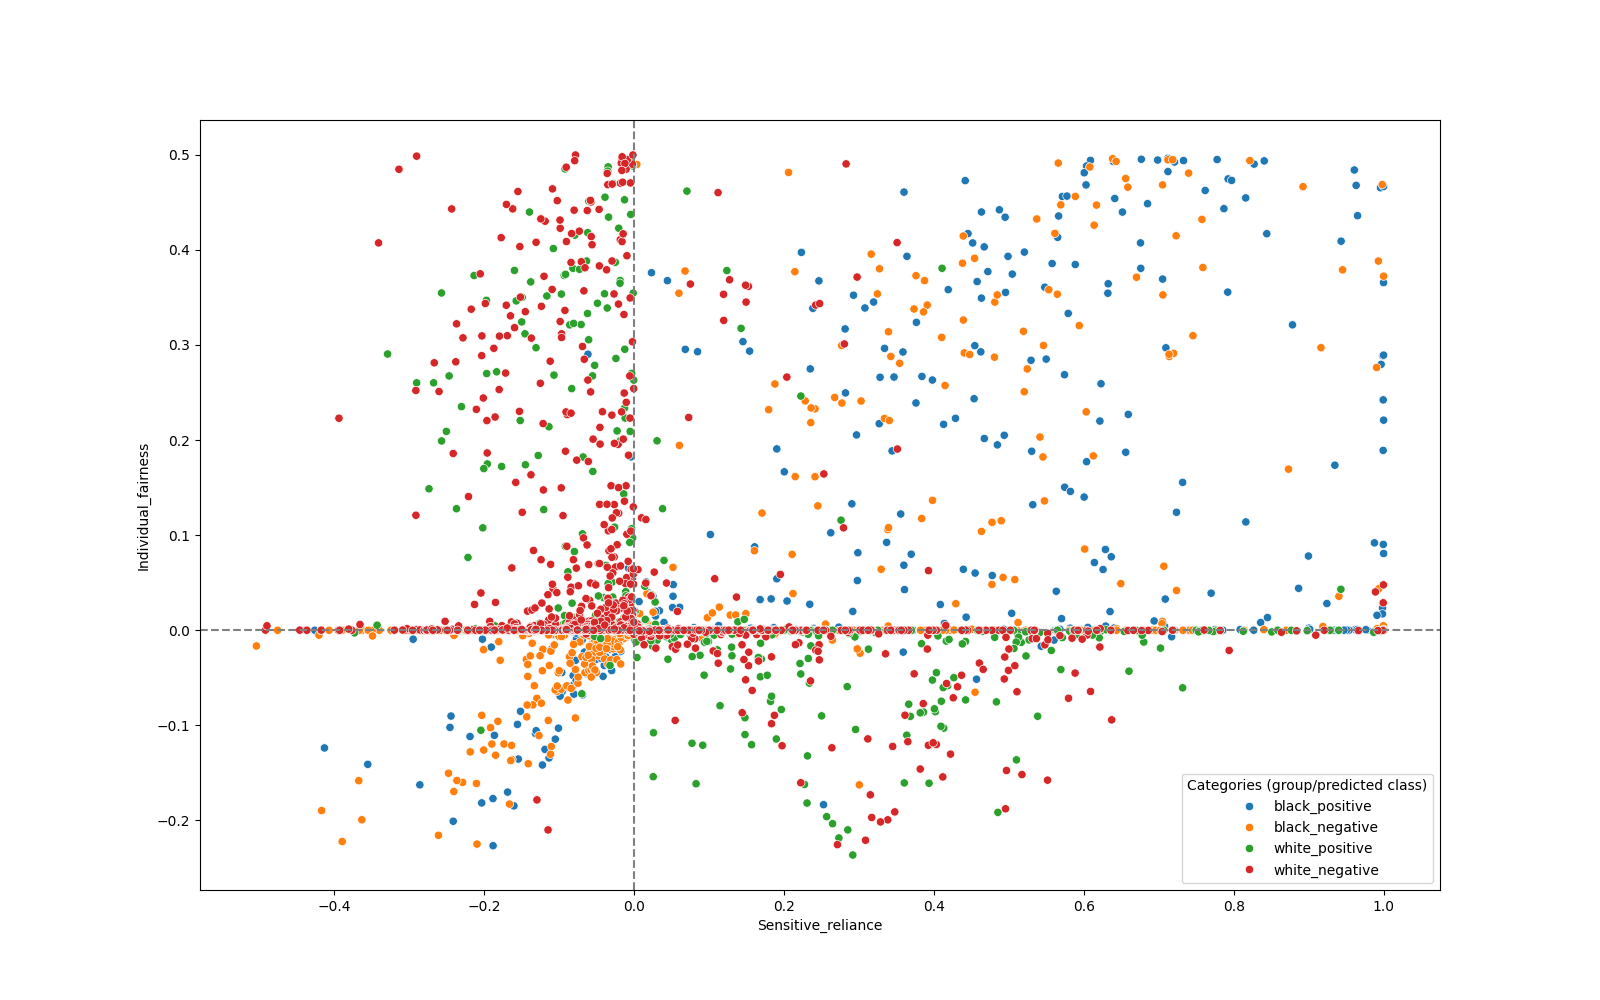 0.5
0.4
0.3
0.2
0.1
0.0
−0.1
−0.2
Individual_fairness
−0.4
−0.2
0.0
0.2
0.4
0.6
0.8
1.0
Sensitive_reliance
Categories (group/predicted class)
black_positive
black_negative
white_positive
white_negative